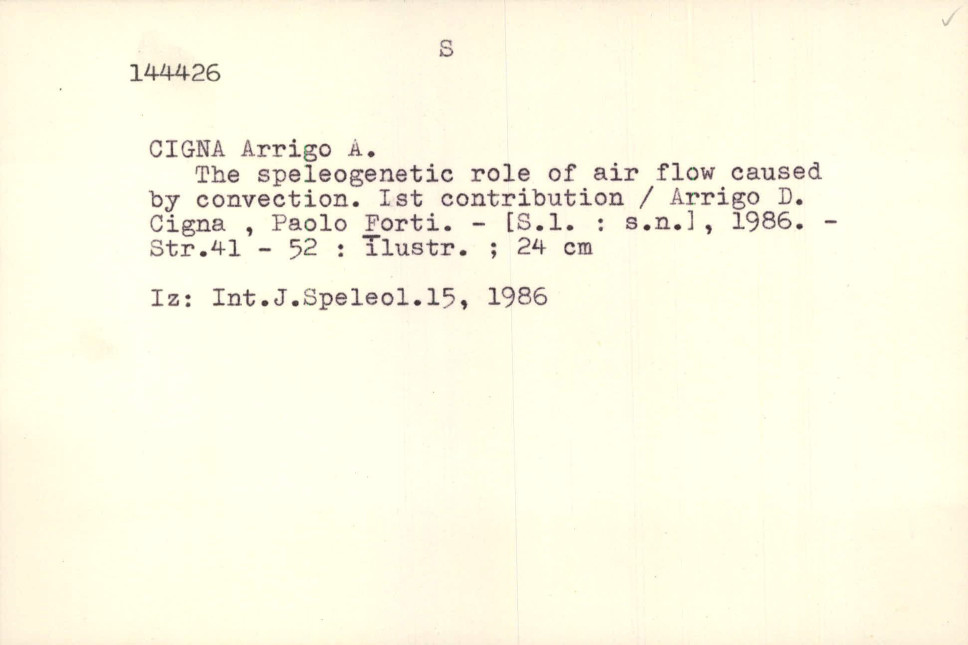 S
144426
CIGNA Arrigo A.
The speleogenetic role of air flow caused
by convection. Ist contribution / Arrigo D.
Cigna , Paolo Forti. - [S.l. : s.n.], 1986. -
Str.41 - 52 : ilustr. ; 24 cm
Iz: Int.J.Speleol.15, 1986